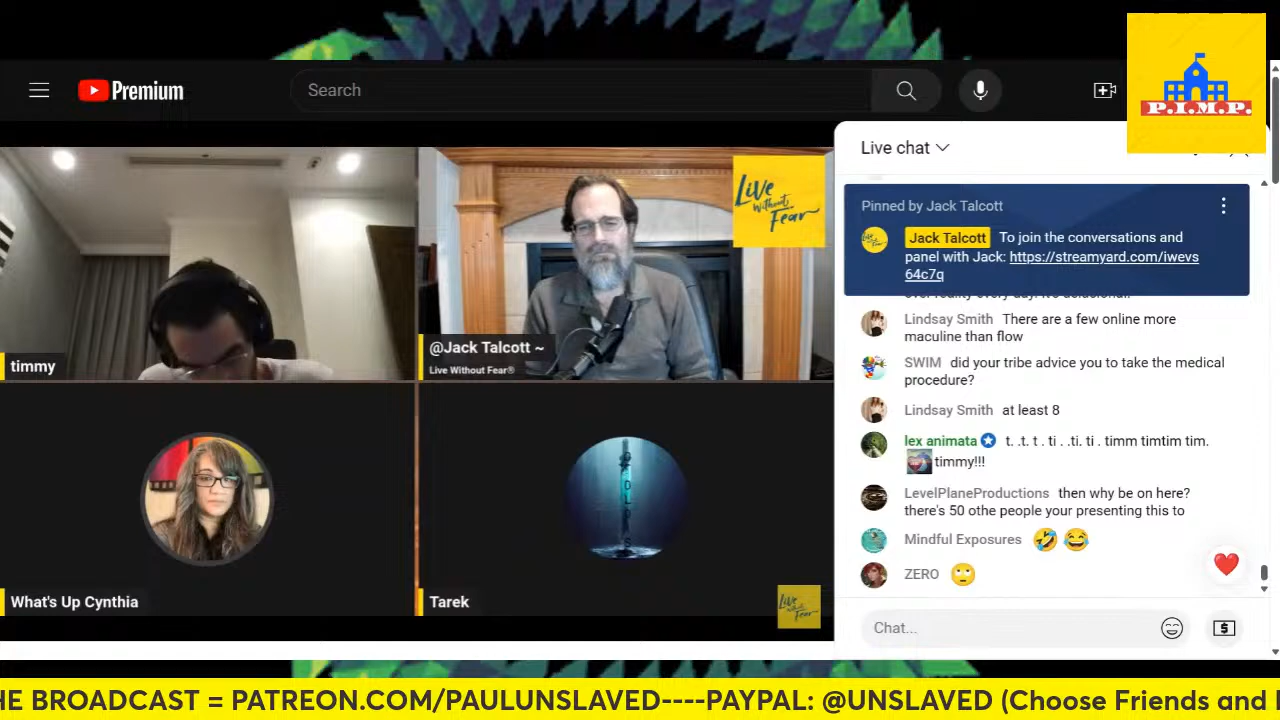 P.I.M.P.
Premium
Search
Live chat
Pinned by Jack Talcott
Jack Talcott To join the conversations and
panel with Jack: https://streamyard.com/iwevs
64c7q
Lindsay Smith There are a few online more
maculine than flow
SWIM did your tribe advice you to take the medical
procedure?
Lindsay Smith at least 8
lex animata t. .t. t . ti . .ti. ti . timm timtim tim.
timmy!!!
LevelPlaneProductions then why be on here?
there's 50 othe people your presenting this to
Mindful Exposures 🤣 😂
ZERO 🙄
Chat...
Live
Without
Fear
timmy
@Jack Talcott ~
Live Without Fear®
What's Up Cynthia
Tarek
HE BROADCAST = PATREON.COM/PAULUNSLAVED----PAYPAL: @UNSLAVED (Choose Friends and